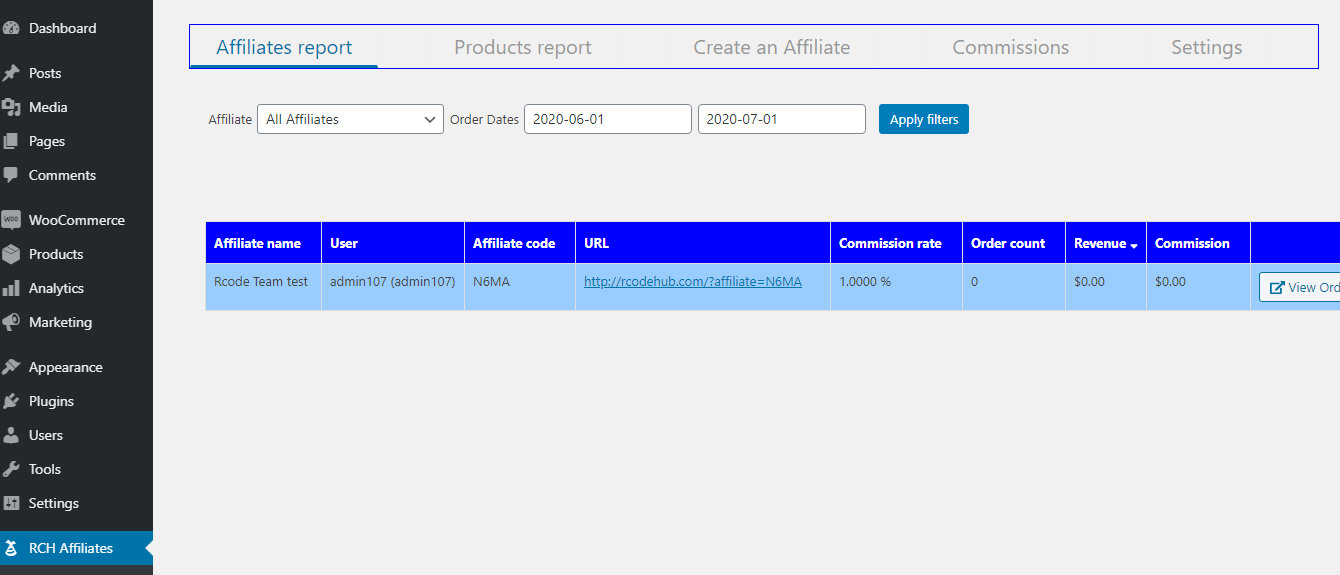 Dashboard
Posts
Media
Pages
Comments
WooCommerce
Products
Analytics
Marketing
Appearance
Plugins
Users
Tools
Settings
RCH Affiliates
Affiliates report Products report Create an Affiliate Commissions Settings
Affiliate All Affiliates Order Dates 2020-06-01 2020-07-01 Apply filters
Affiliate name User Affiliate code URL Commission rate Order count Revenue Commission
Rcode Team test admin107 (admin107) N6MA http://rcodehub.com/?affiliate=N6MA 1.0000 % 0 $0.00 $0.00 View Ord